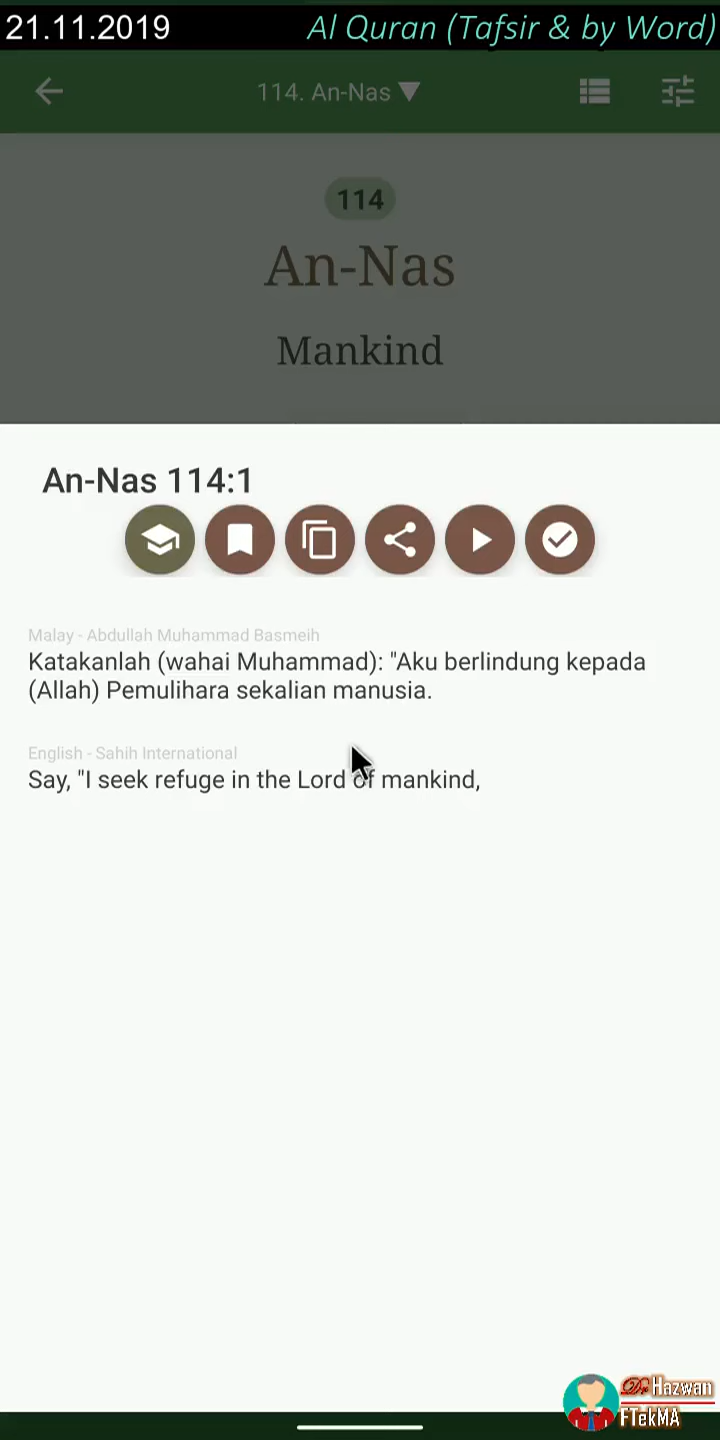 21.11.2019 Al Quran (Tafsir & by Word)
114. An-Nas ▼
114
An-Nas
Mankind
An-Nas 114:1
Malay - Abdullah Muhammad Basmeih
Katakanlah (wahai Muhammad): "Aku berlindung kepada
(Allah) Pemulihara sekalian manusia.
English - Sahih International
Say, "I seek refuge in the Lord of mankind,
Dr Hazwan
FTekMA